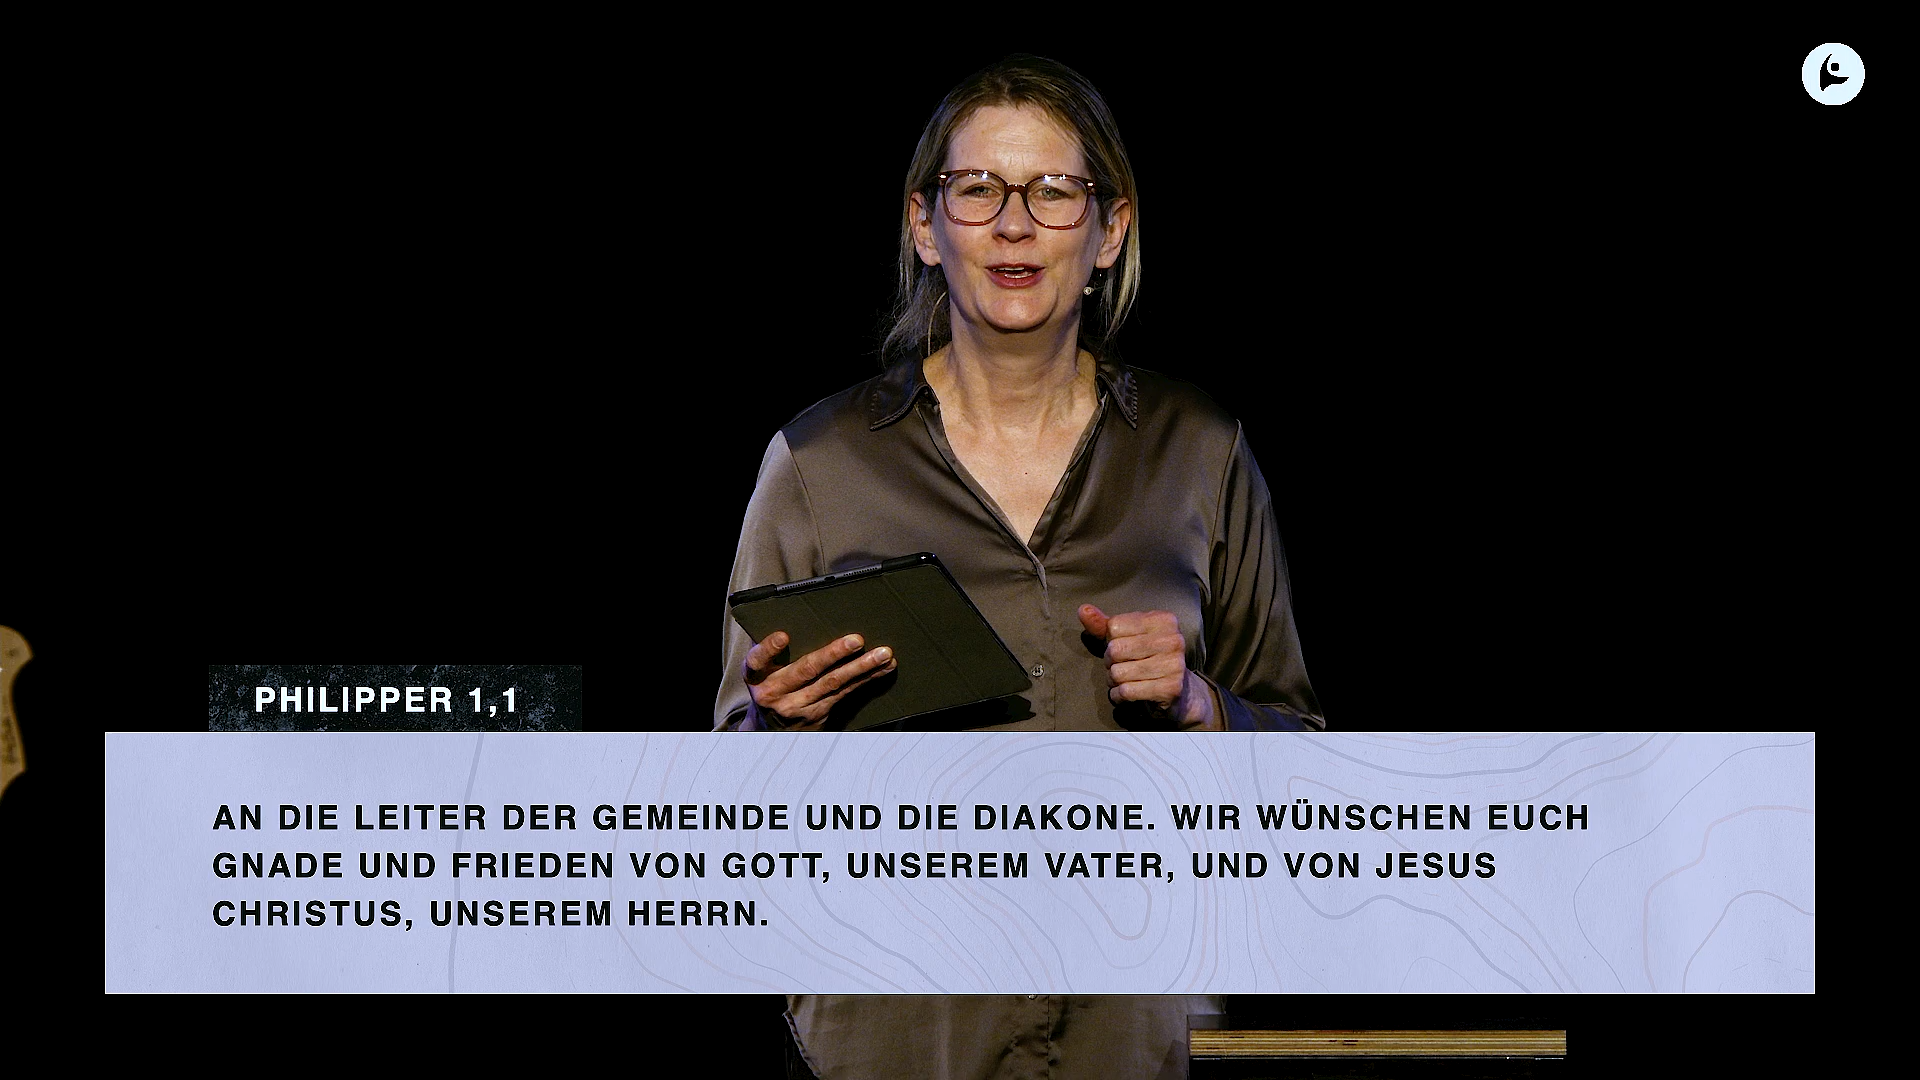 PHILIPPER 1,1
AN DIE LEITER DER GEMEINDE UND DIE DIAKONE. WIR WÜNSCHEN EUCH
GNADE UND FRIEDEN VON GOTT, UNSEREM VATER, UND VON JESUS
CHRISTUS, UNSEREM HERRN.